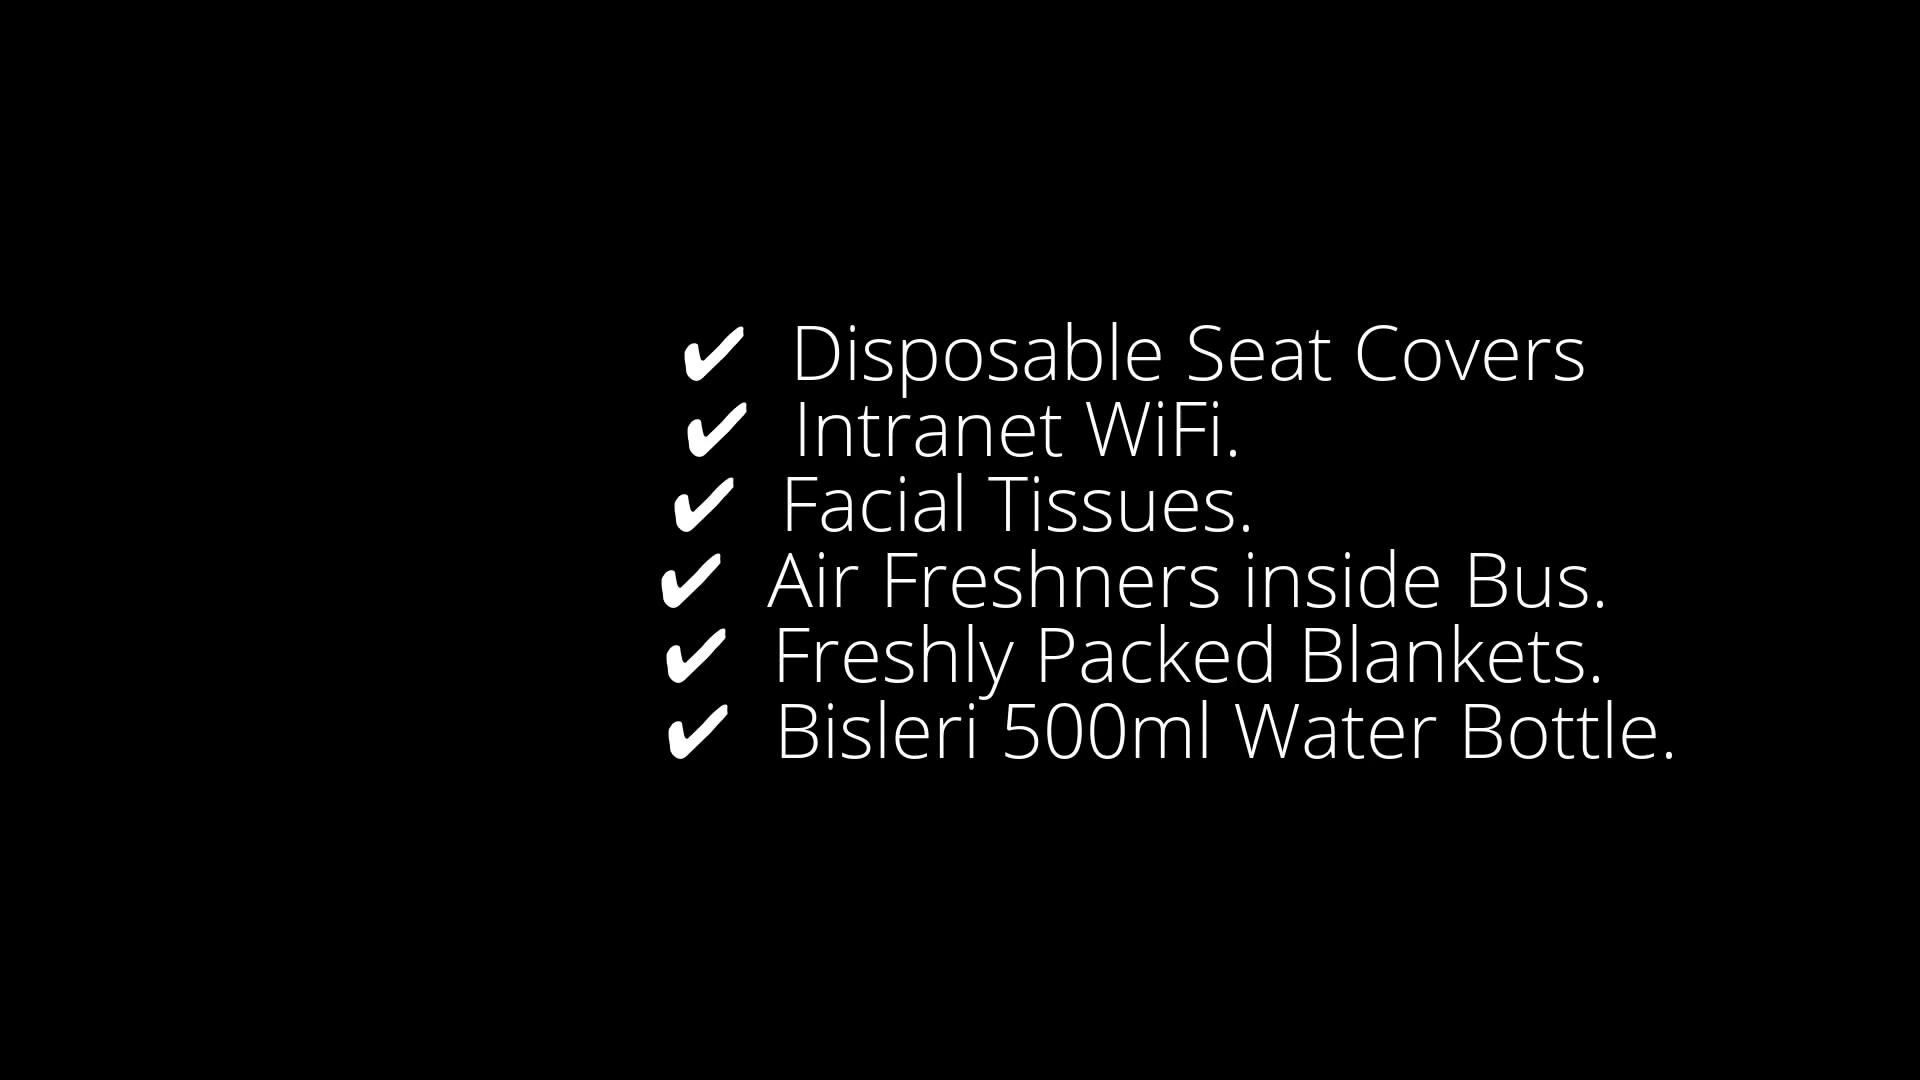 ✔ Disposable Seat Covers
✔ Intranet WiFi.
✔ Facial Tissues.
✔ Air Freshners inside Bus.
✔ Freshly Packed Blankets.
✔ Bisleri 500ml Water Bottle.